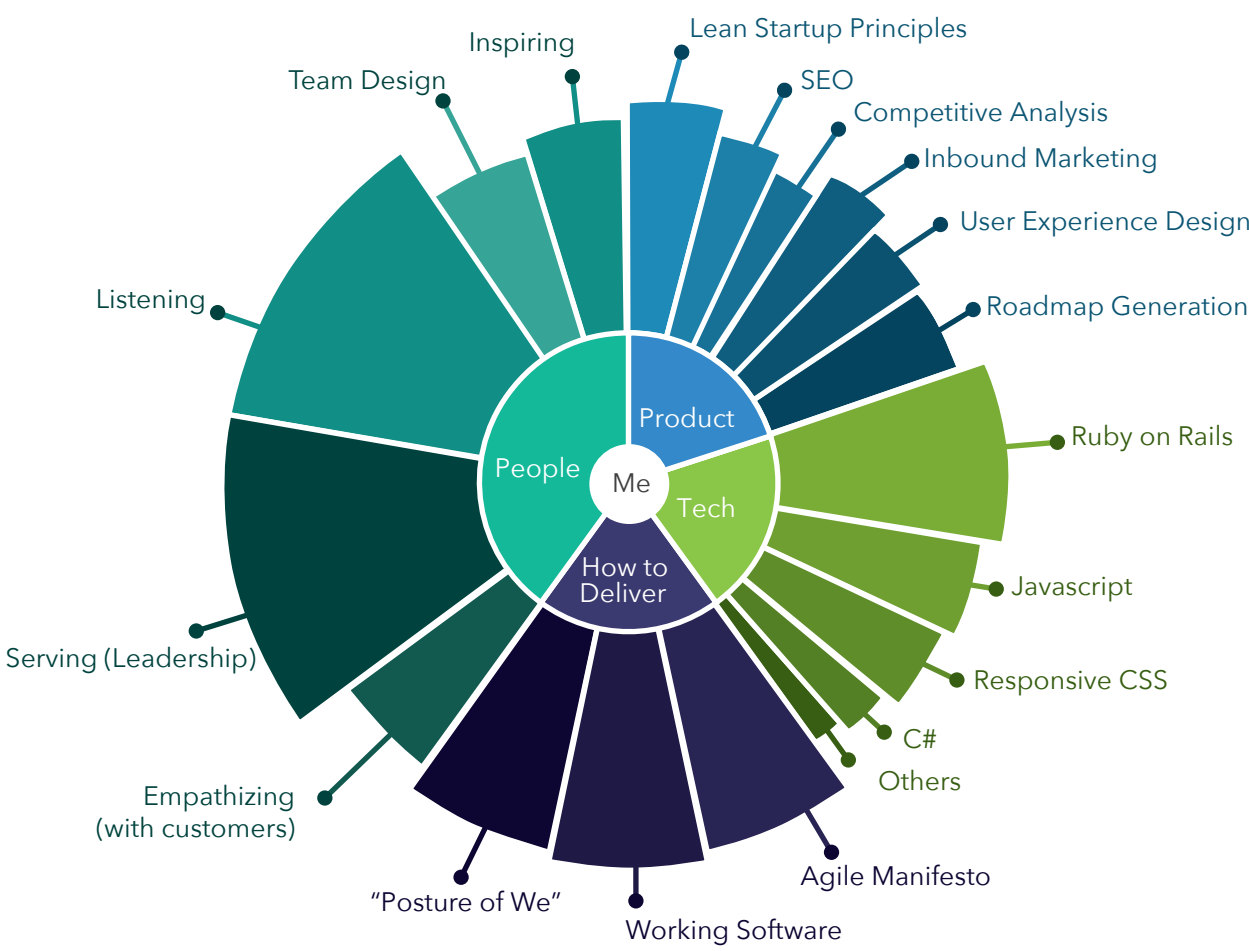 Lean Startup Principles
Inspiring
Team Design
SEO
Competitive Analysis
Inbound Marketing
User Experience Design
Listening
Roadmap Generation
Product
Ruby on Rails
People
Me
Tech
How to
Deliver
Javascript
Serving (Leadership)
Responsive CSS
C#
Others
Empathizing
(with customers)
Agile Manifesto
“Posture of We”
Working Software